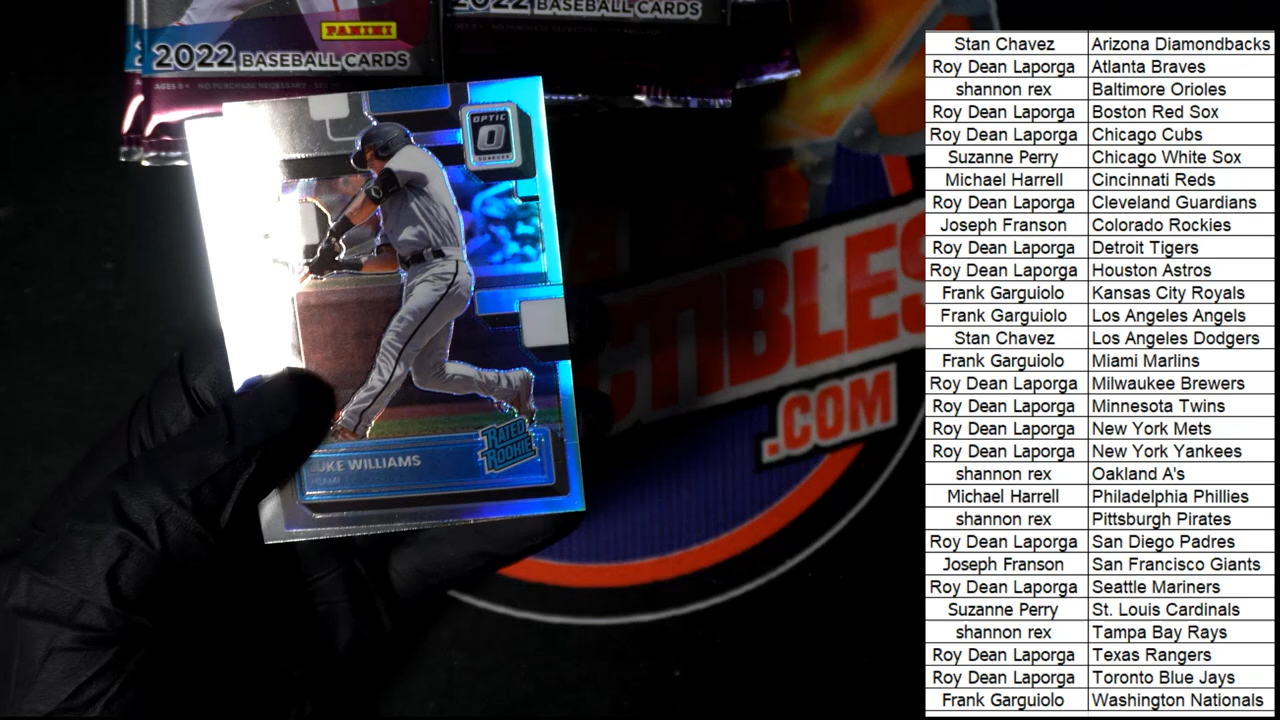 2022 BASEBALL CARDS
PANINI
2022 BASEBALL CARDS
OPTIC
RATED
ROOKIE
LUKE WILLIAMS
MIAMI
CTIBLES
.COM
Stan Chavez Arizona Diamondbacks
Roy Dean Laporga Atlanta Braves
shannon rex Baltimore Orioles
Roy Dean Laporga Boston Red Sox
Roy Dean Laporga Chicago Cubs
Suzanne Perry Chicago White Sox
Michael Harrell Cincinnati Reds
Roy Dean Laporga Cleveland Guardians
Joseph Franson Colorado Rockies
Roy Dean Laporga Detroit Tigers
Roy Dean Laporga Houston Astros
Frank Garguiolo Kansas City Royals
Frank Garguiolo Los Angeles Angels
Stan Chavez Los Angeles Dodgers
Frank Garguiolo Miami Marlins
Roy Dean Laporga Milwaukee Brewers
Roy Dean Laporga Minnesota Twins
Roy Dean Laporga New York Mets
Roy Dean Laporga New York Yankees
shannon rex Oakland A's
Michael Harrell Philadelphia Phillies
shannon rex Pittsburgh Pirates
Roy Dean Laporga San Diego Padres
Joseph Franson San Francisco Giants
Roy Dean Laporga Seattle Mariners
Suzanne Perry St. Louis Cardinals
shannon rex Tampa Bay Rays
Roy Dean Laporga Texas Rangers
Roy Dean Laporga Toronto Blue Jays
Frank Garguiolo Washington Nationals